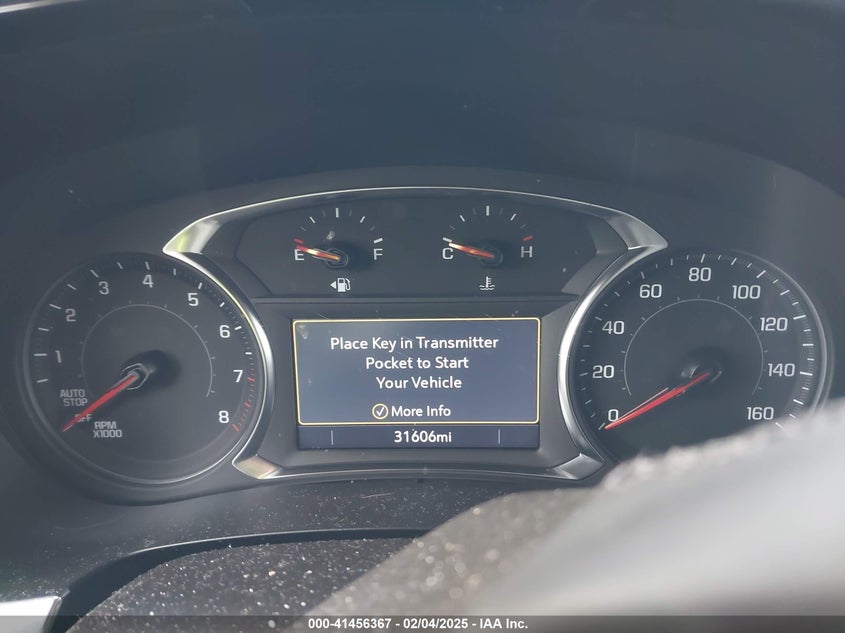 E F
C H
1 2 3 4 5 6 7 8
AUTO
STOP
OFF
RPM
X1000
Place Key in Transmitter
Pocket to Start
Your Vehicle
More Info
31606mi
0 20 40 60 80 100 120 140 160
000-41456367 - 02/04/2025 - IAA Inc.